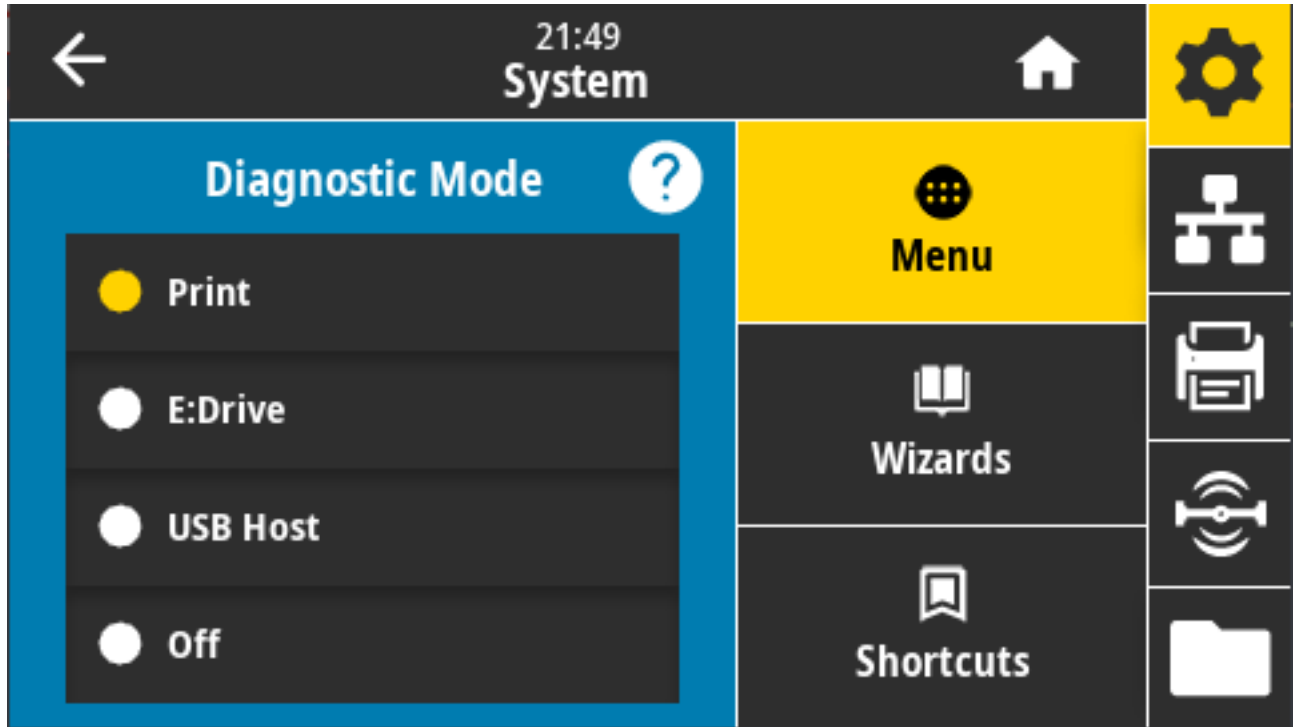 21:49
System
Diagnostic Mode
?
Print
E:Drive
USB Host
Off
Menu
Wizards
Shortcuts